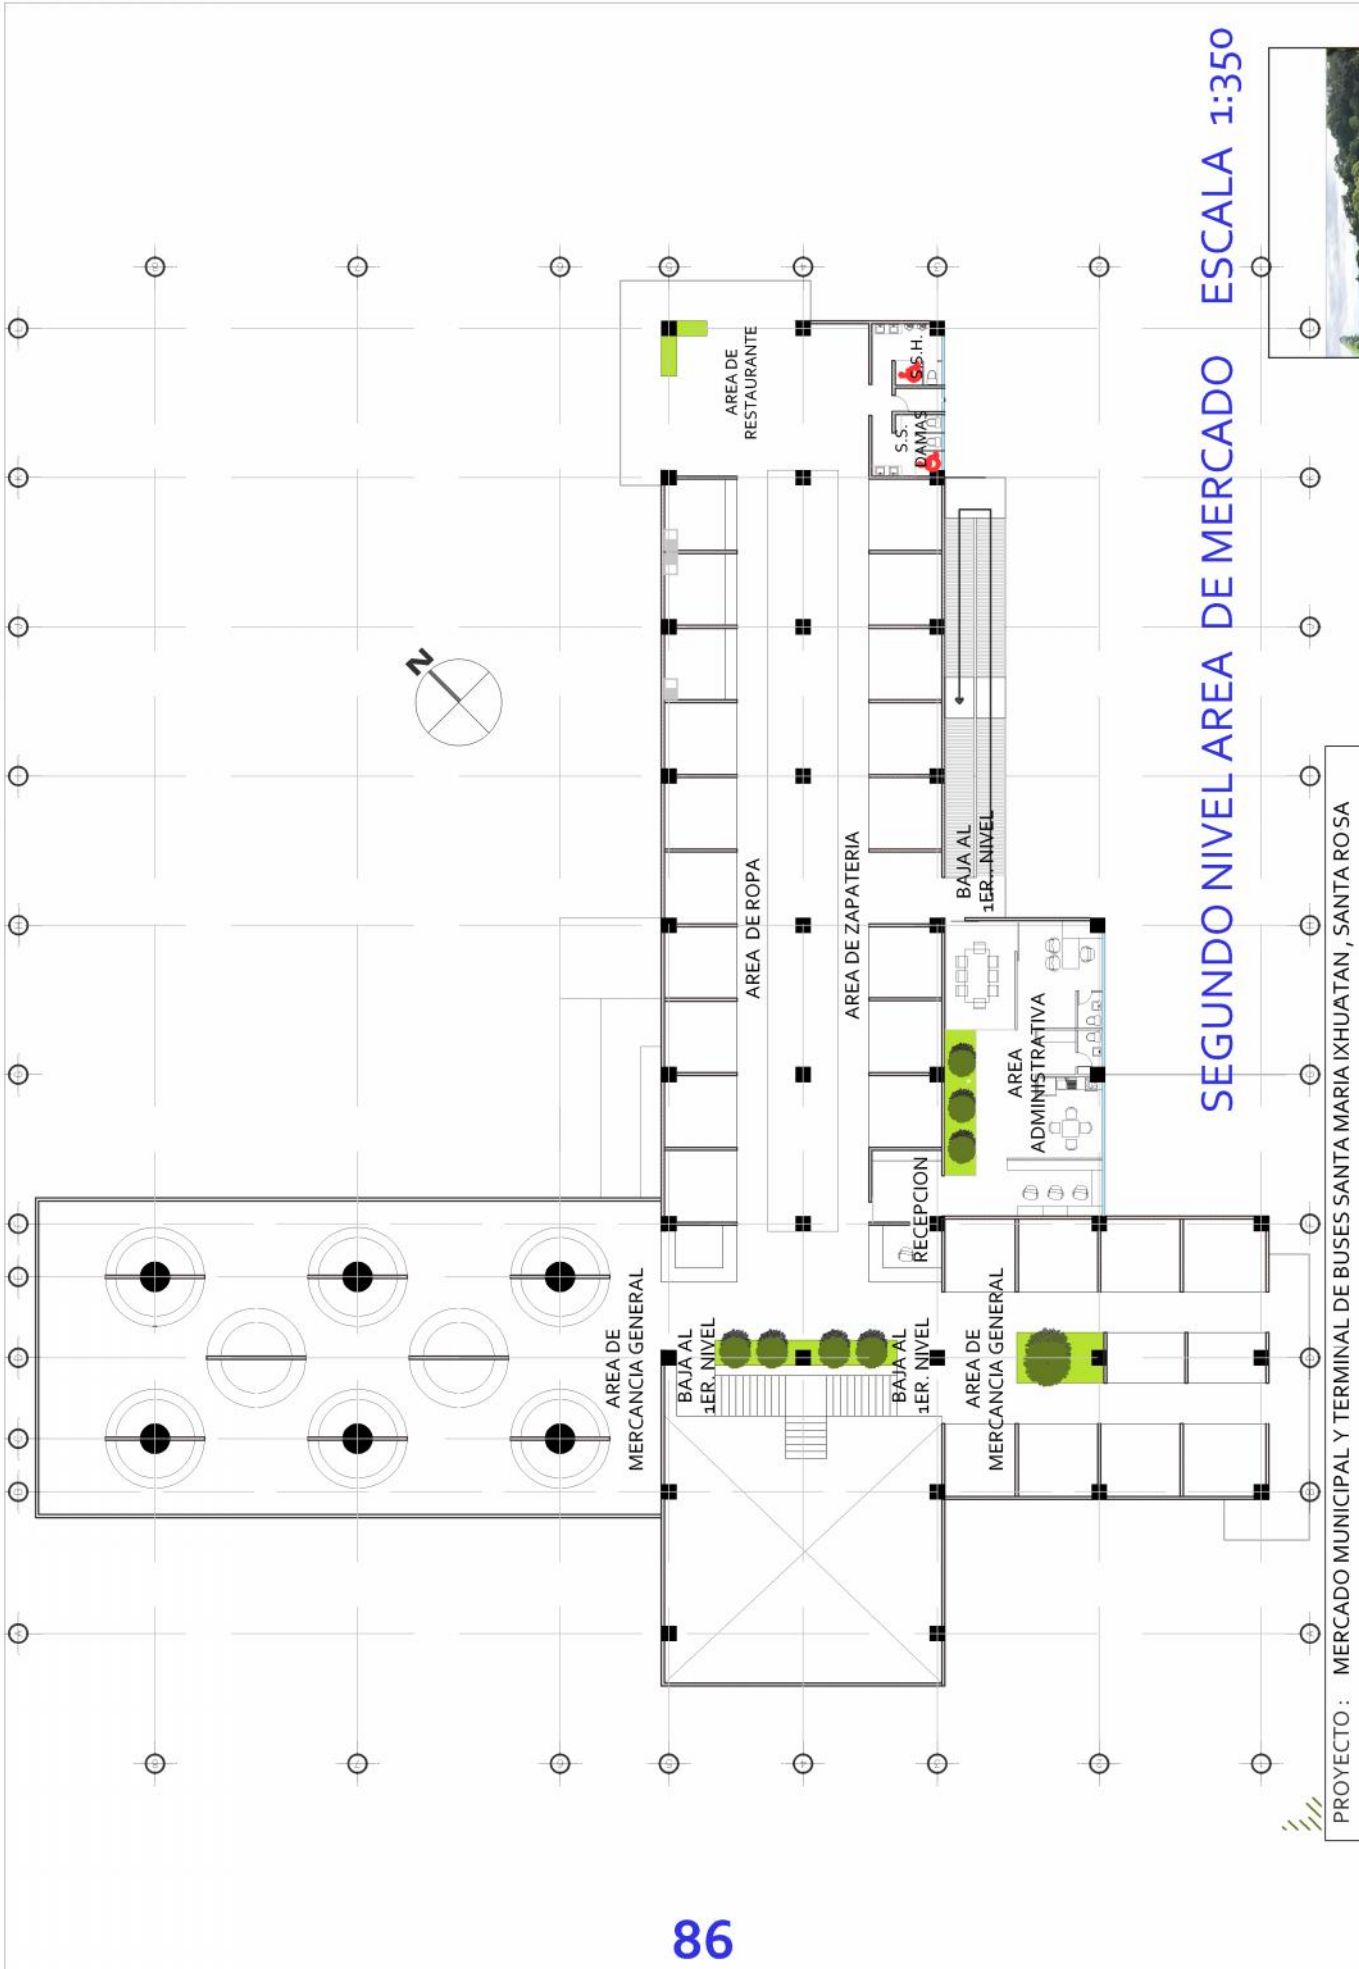 SEGUNDO NIVEL AREA DE MERCADO ESCALA 1:350
N
AREA DE
RESTAURANTE
S.S.H.
S.S.
DAMAS
AREA DE ROPA
AREA DE ZAPATERIA
BAJA AL
1ER.. NIVEL
AREA
ADMINISTRATIVA
RECEPCION
AREA DE
MERCANCIA GENERAL
BAJA AL
1ER. NIVEL
BAJA AL
1ER. NIVEL
AREA DE
MERCANCIA GENERAL
PROYECTO : MERCADO MUNICIPAL Y TERMINAL DE BUSES SANTA MARIA IXHUATAN , SANTA ROSA
86